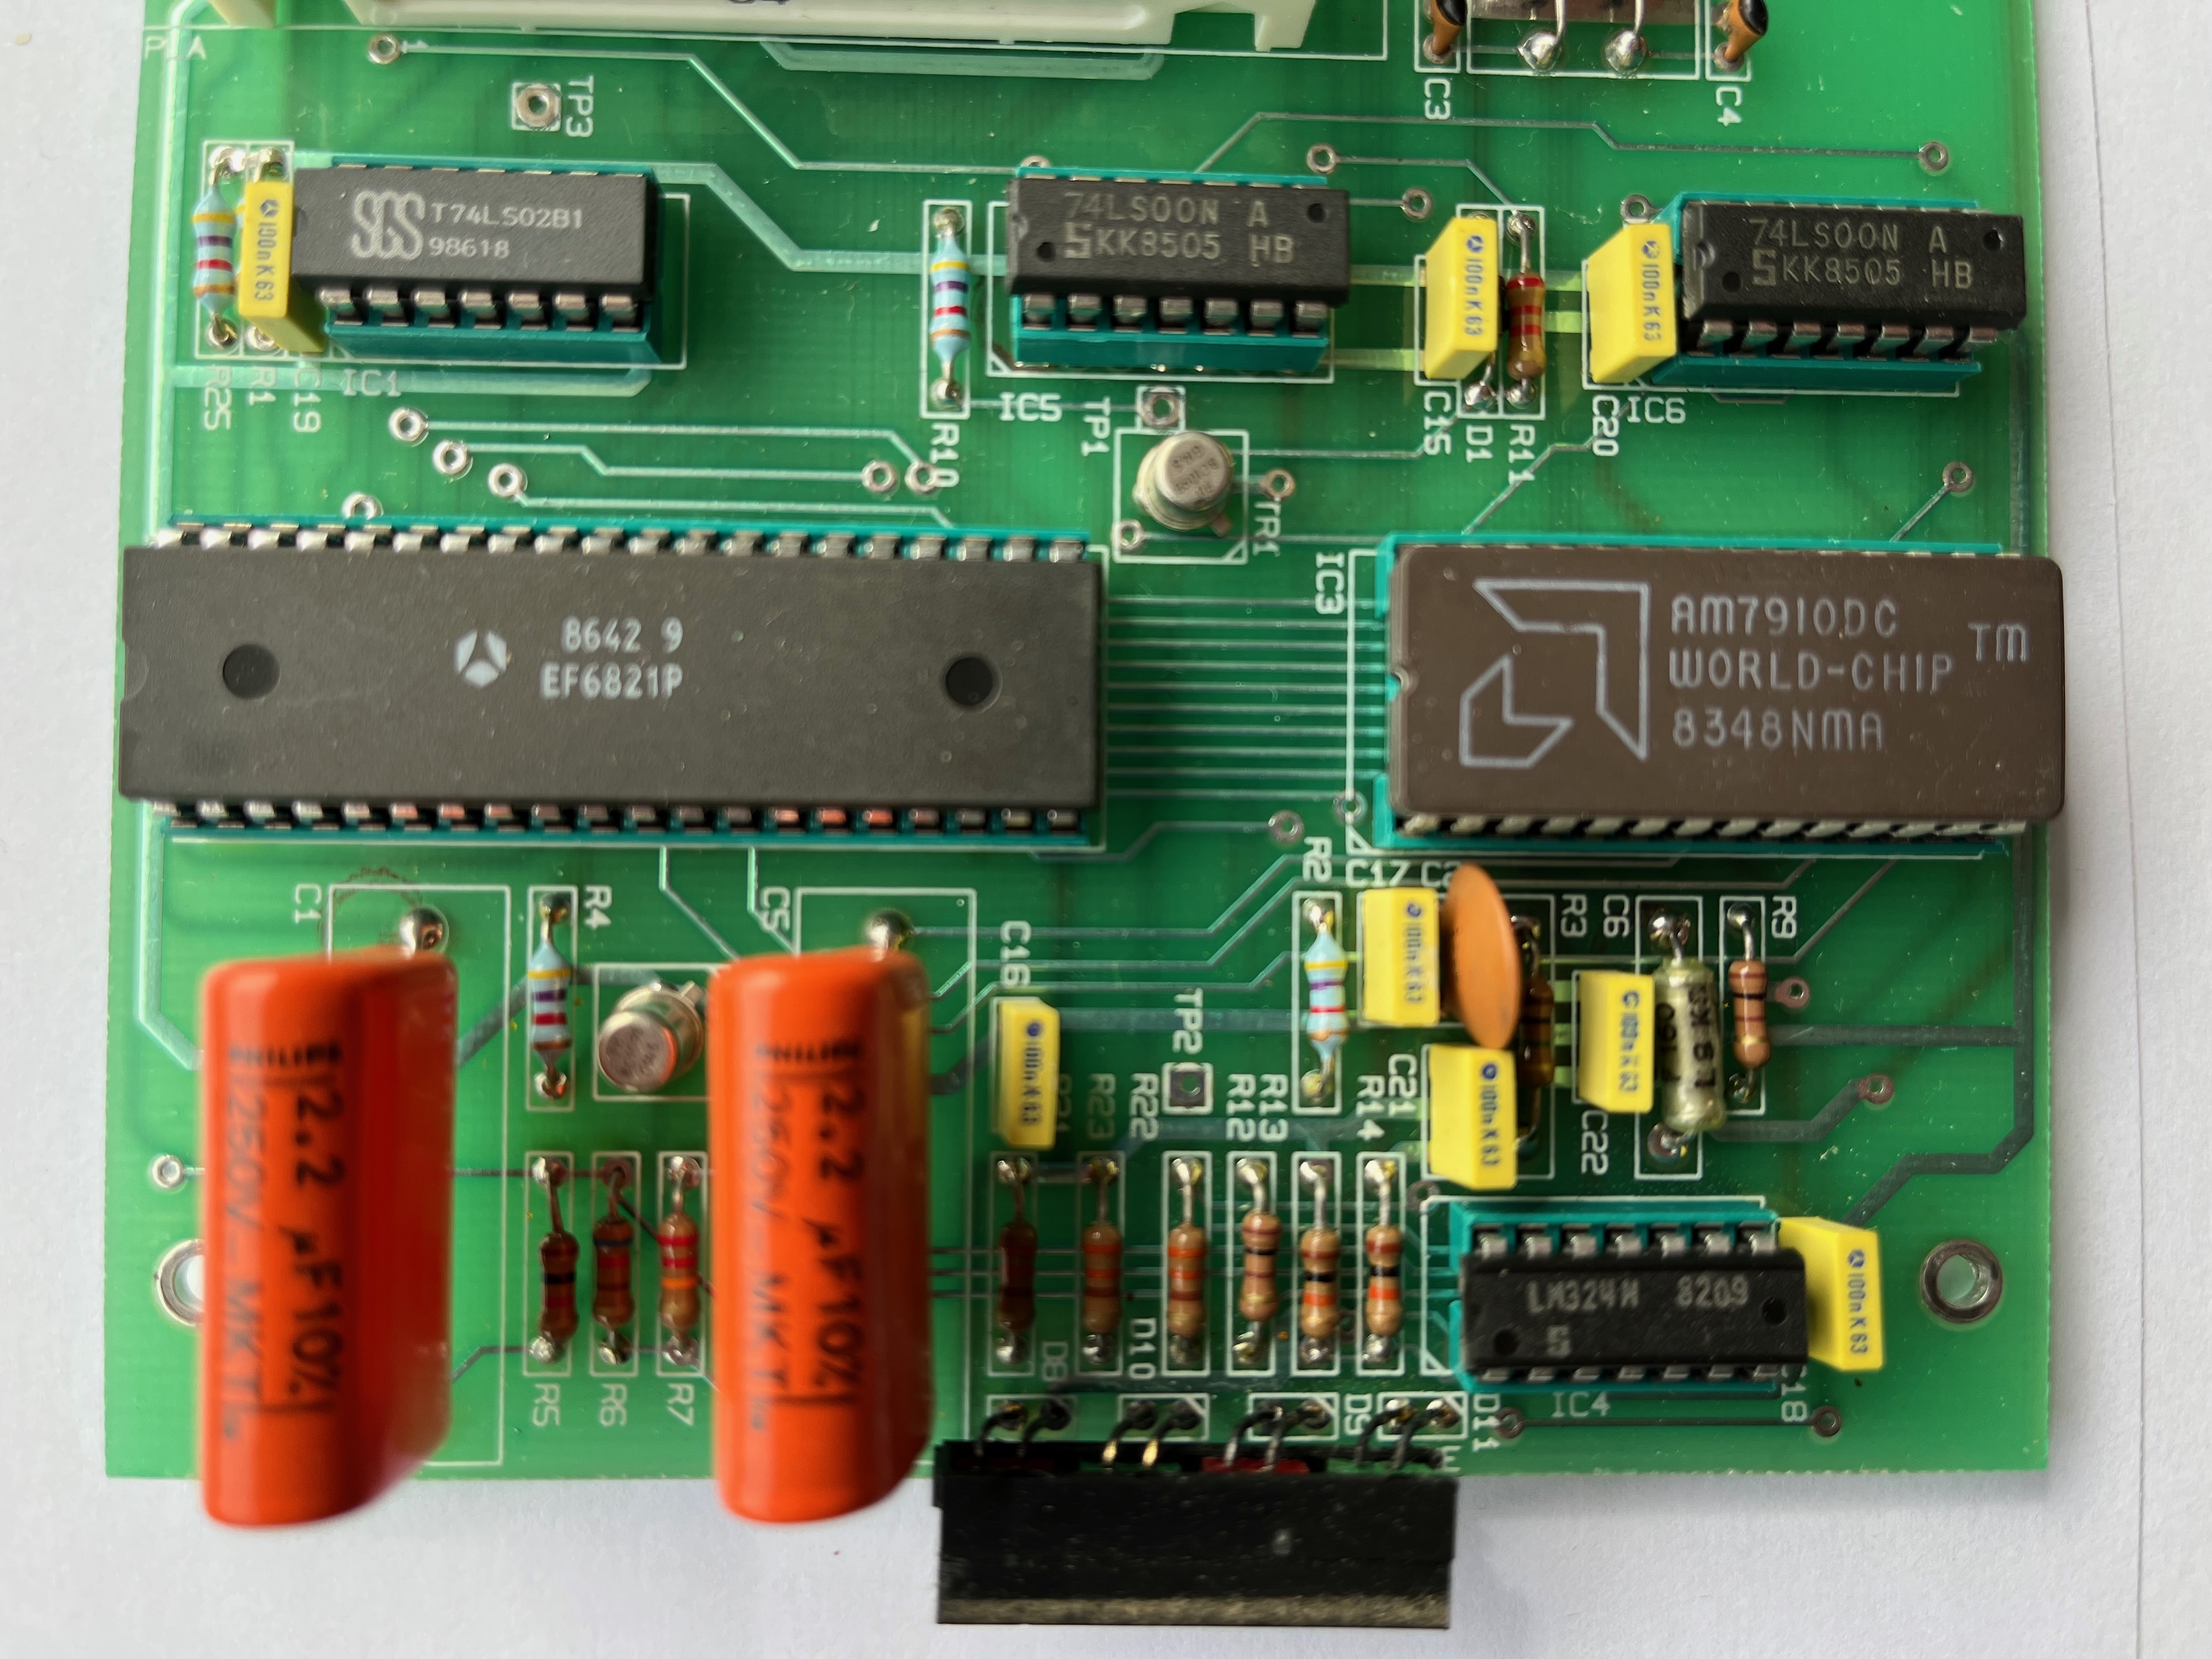 PIA
TP3
C3
C4
SGS T74LS02B1
98618
100nK63
74LS00N A
SKK8505 HB
100nK63
100nK63
74LS00N A
SKK8505 HB
R25
R1
C19
IC1
R10
IC5
TP1
C15
D1
R11
C20
IC6
TR1
IC3
8642 9
EF6821P
AM7910DC
WORLD-CHIP TM
8348NMA
C1
R4
C5
C16
R2
C17
R3
C6
R9
100nK63
100nK63
100nK63
TP2
2.2 µF10%
250V- MKT
2.2 µF10%
250V- MKT
100nK63
R23
R22
R12
R13
R14
C21
C22
LM324N 8209
100nK63
R5
R6
R7
D8
D10
D9
D11
IC4
C18